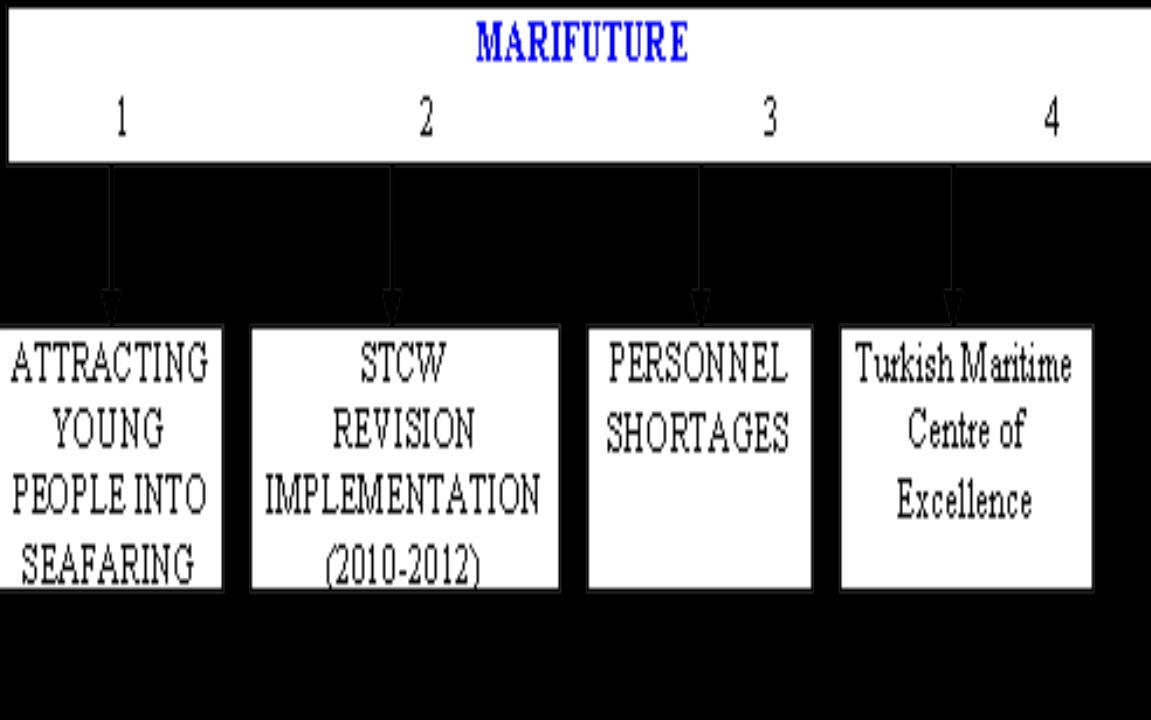 MARIFUTURE
1 2 3 4
ATTRACTING
YOUNG
PEOPLE INTO
SEAFARING
STCW
REVISION
IMPLEMENTATION
(2010-2012)
PERSONNEL
SHORTAGES
Turkish Maritime
Centre of
Excellence